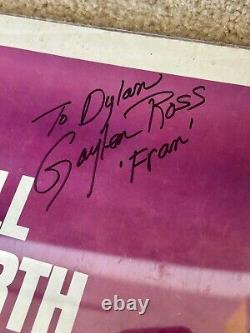 To Dylan
Gaylen Ross
'Fran'
LL
RTH